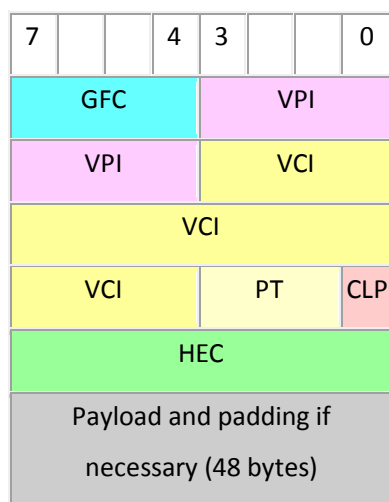 7 4 3 0
GFC VPI
VPI VCI
VCI
VCI PT CLP
HEC
Payload and padding if
necessary (48 bytes)